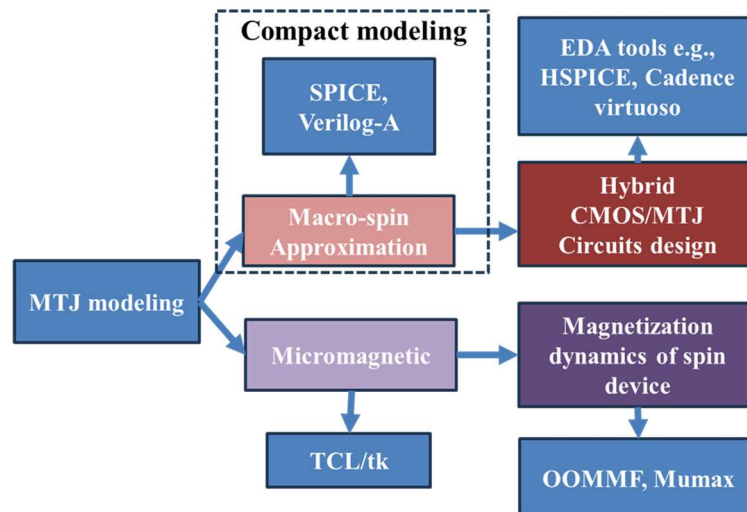 Compact modeling
SPICE,
Verilog-A
EDA tools e.g.,
HSPICE, Cadence
virtuoso
Macro-spin
Approximation
Hybrid
CMOS/MTJ
Circuits design
MTJ modeling
Micromagnetic
Magnetization
dynamics of spin
device
TCL/tk
OOMMF, Mumax